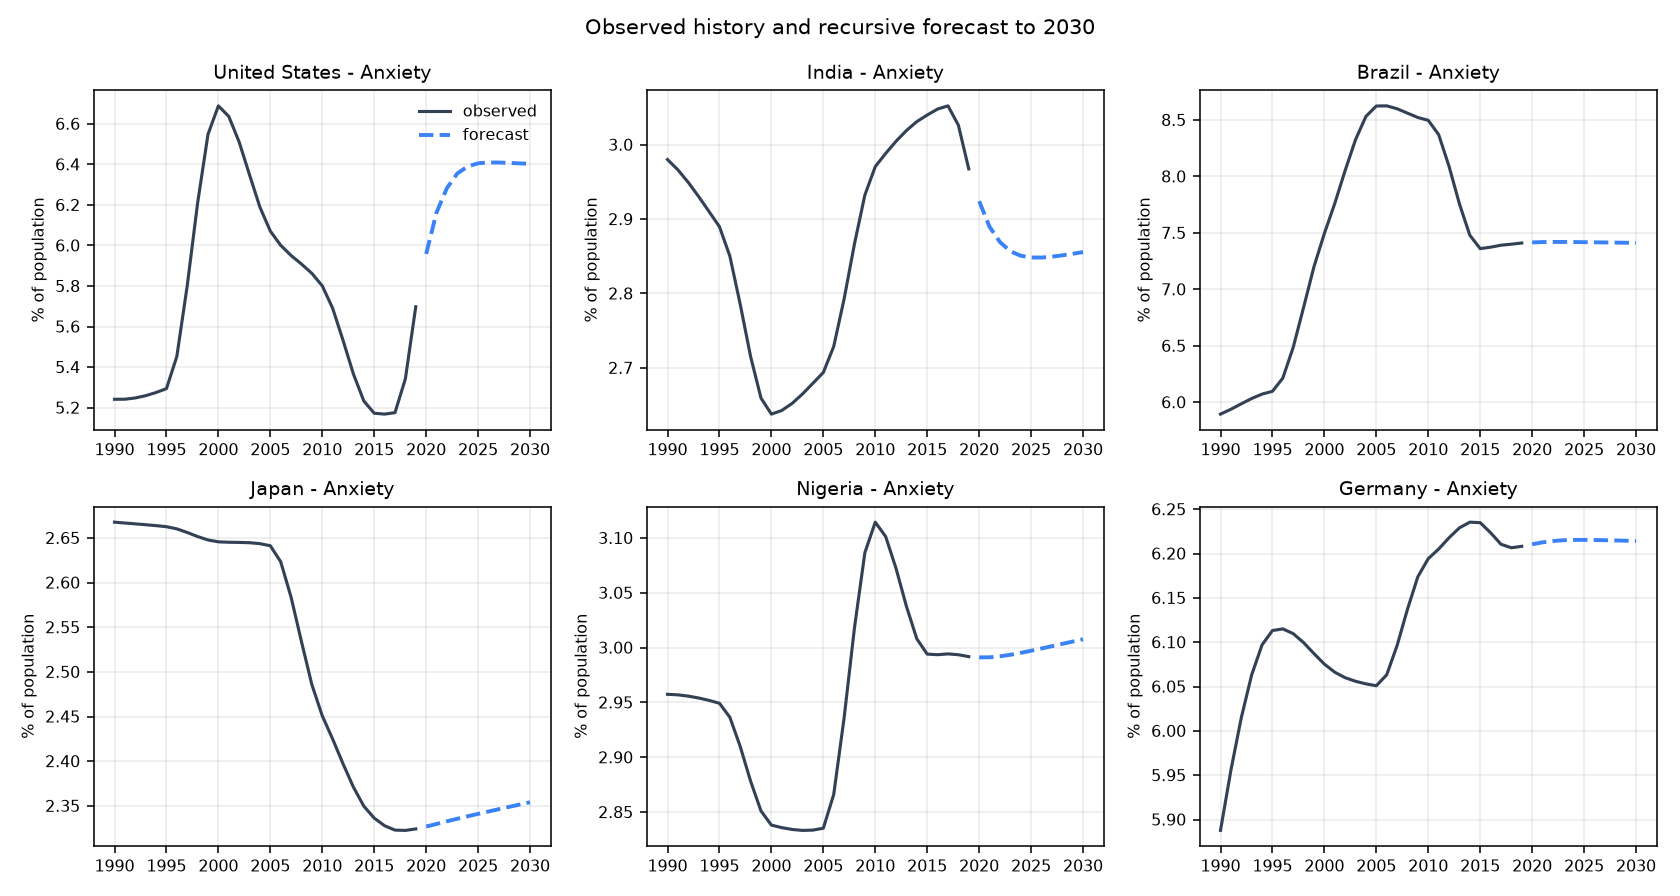 Observed history and recursive forecast to 2030
United States - Anxiety
% of population
6.6
6.4
6.2
6.0
5.8
5.6
5.4
5.2
observed
forecast
1990 1995 2000 2005 2010 2015 2020 2025 2030
India - Anxiety
% of population
3.0
2.9
2.8
2.7
1990 1995 2000 2005 2010 2015 2020 2025 2030
Brazil - Anxiety
% of population
8.5
8.0
7.5
7.0
6.5
6.0
1990 1995 2000 2005 2010 2015 2020 2025 2030
Japan - Anxiety
% of population
2.65
2.60
2.55
2.50
2.45
2.40
2.35
1990 1995 2000 2005 2010 2015 2020 2025 2030
Nigeria - Anxiety
% of population
3.10
3.05
3.00
2.95
2.90
2.85
1990 1995 2000 2005 2010 2015 2020 2025 2030
Germany - Anxiety
% of population
6.25
6.20
6.15
6.10
6.05
6.00
5.95
5.90
1990 1995 2000 2005 2010 2015 2020 2025 2030